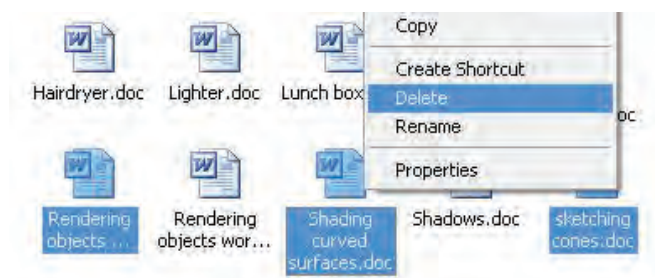 Copy
Create Shortcut
Delete
Rename
Properties
Hairdryer.doc
Lighter.doc
Lunch box
oc
Rendering
objects ...
Rendering
objects wor...
Shading
curved
surfaces.doc
Shadows.doc
sketching
cones.doc